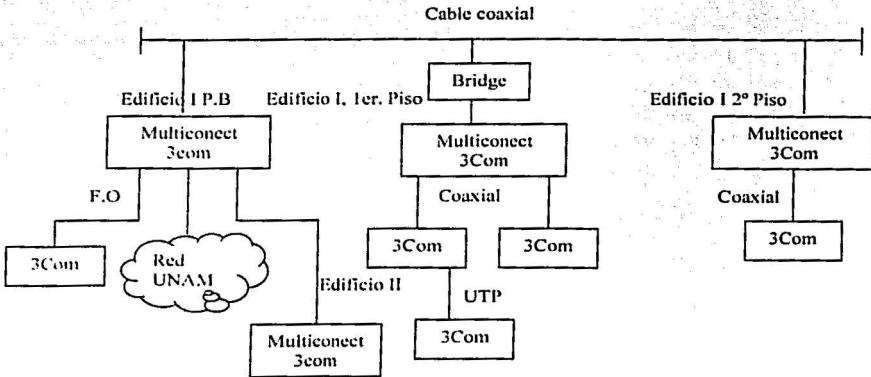 Cable coaxial
Bridge
Edificio I P.B
Edificio I, 1er. Piso
Edificio I 2º Piso
Multiconect
3com
Multiconect
3Com
Multiconect
3Com
F.O
Coaxial
Coaxial
3Com
Red
UNAM
3Com
3Com
3Com
Edificio II
UTP
Multiconect
3com
3Com